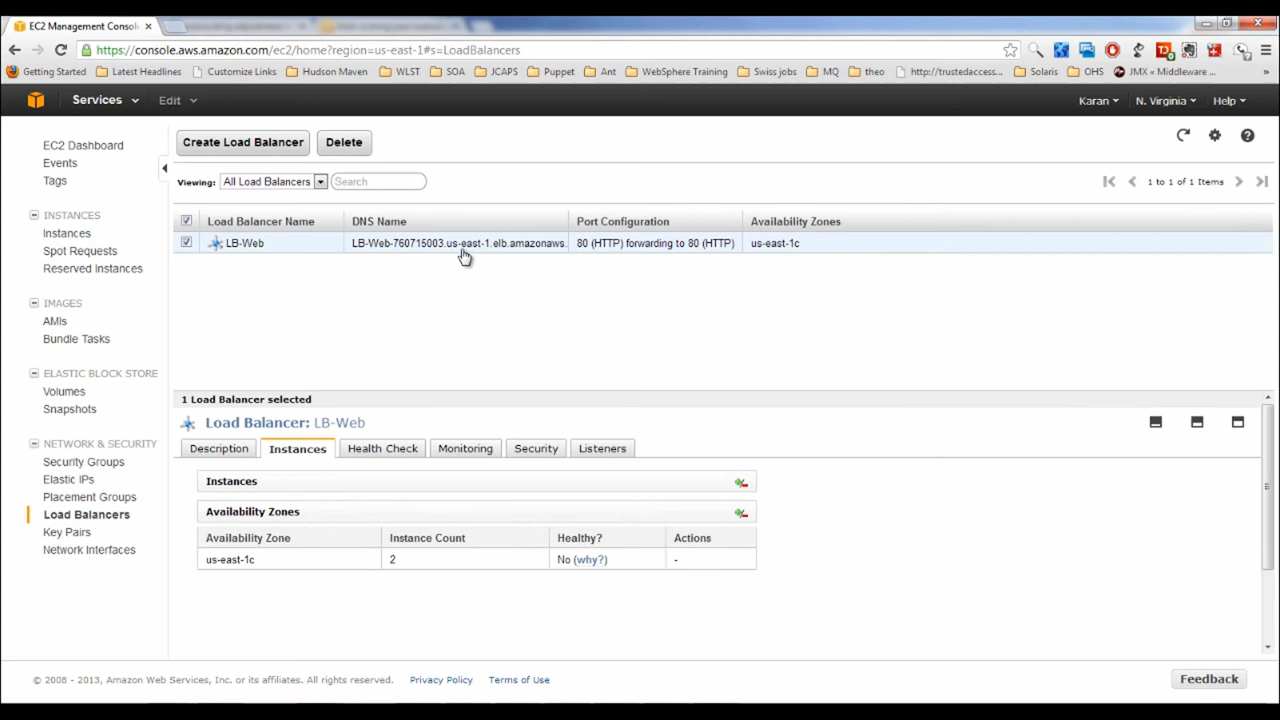 EC2 Management Consol
https://console.aws.amazon.com/ec2/home?region=us-east-1#s=LoadBalancers
Getting Started Latest Headlines Customize Links Hudson Maven WLST SOA JCAPS Puppet Ant WebSphere Training Swiss jobs MQ theo http://trustedaccess... Solaris OHS JMX « Middleware ... »
Services Edit Karan N. Virginia Help
EC2 Dashboard
Events
Tags
INSTANCES
Instances
Spot Requests
Reserved Instances
IMAGES
AMIs
Bundle Tasks
ELASTIC BLOCK STORE
Volumes
Snapshots
NETWORK & SECURITY
Security Groups
Elastic IPs
Placement Groups
Load Balancers
Key Pairs
Network Interfaces
Create Load Balancer Delete
Viewing: All Load Balancers Search 1 to 1 of 1 Items
Load Balancer Name DNS Name Port Configuration Availability Zones
LB-Web LB-Web-760715003.us-east-1.elb.amazonaws. 80 (HTTP) forwarding to 80 (HTTP) us-east-1c
1 Load Balancer selected
Load Balancer: LB-Web
Description Instances Health Check Monitoring Security Listeners
Instances
Availability Zones
Availability Zone Instance Count Healthy? Actions
us-east-1c 2 No (why?) -
© 2008 - 2013, Amazon Web Services, Inc. or its affiliates. All rights reserved. Privacy Policy Terms of Use Feedback